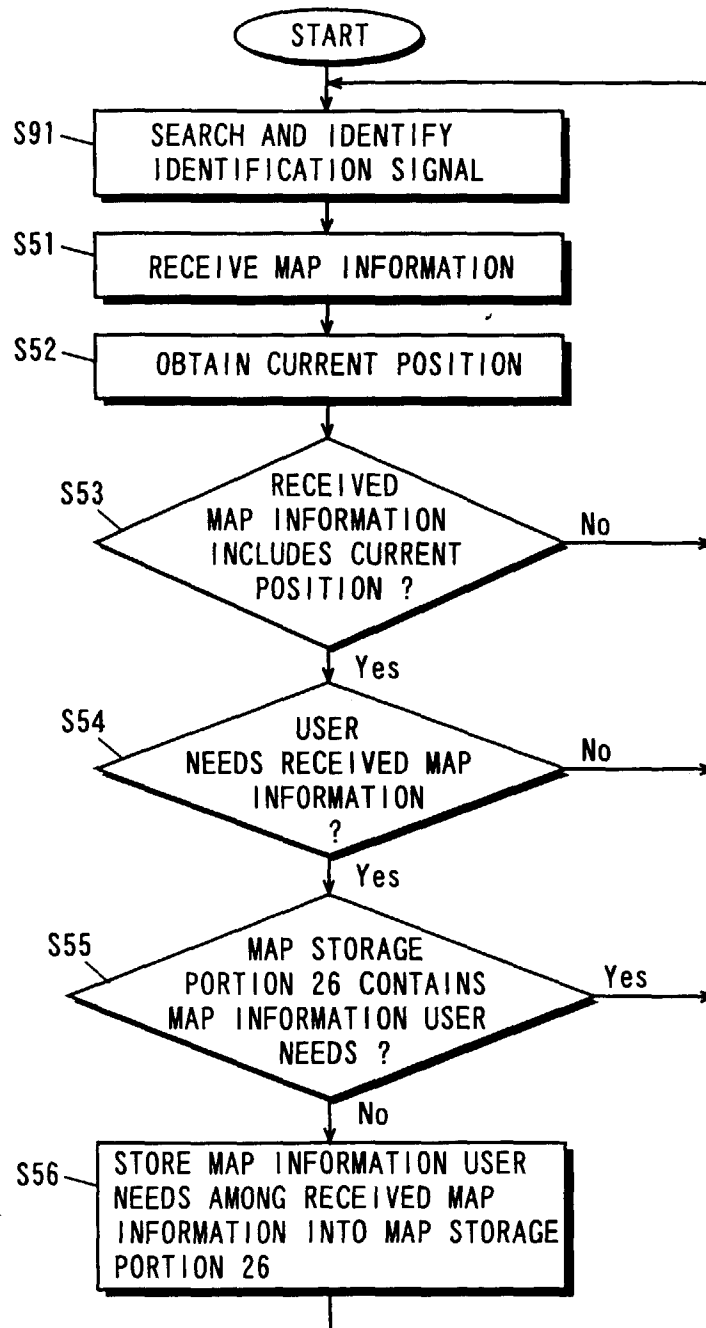 START
S91
SEARCH AND IDENTIFY
IDENTIFICATION SIGNAL
S51
RECEIVE MAP INFORMATION
S52
OBTAIN CURRENT POSITION
S53
RECEIVED
MAP INFORMATION
INCLUDES CURRENT
POSITION ?
No
Yes
S54
USER
NEEDS RECEIVED MAP
INFORMATION
?
No
Yes
S55
MAP STORAGE
PORTION 26 CONTAINS
MAP INFORMATION USER
NEEDS ?
Yes
No
S56
STORE MAP INFORMATION USER
NEEDS AMONG RECEIVED MAP
INFORMATION INTO MAP STORAGE
PORTION 26